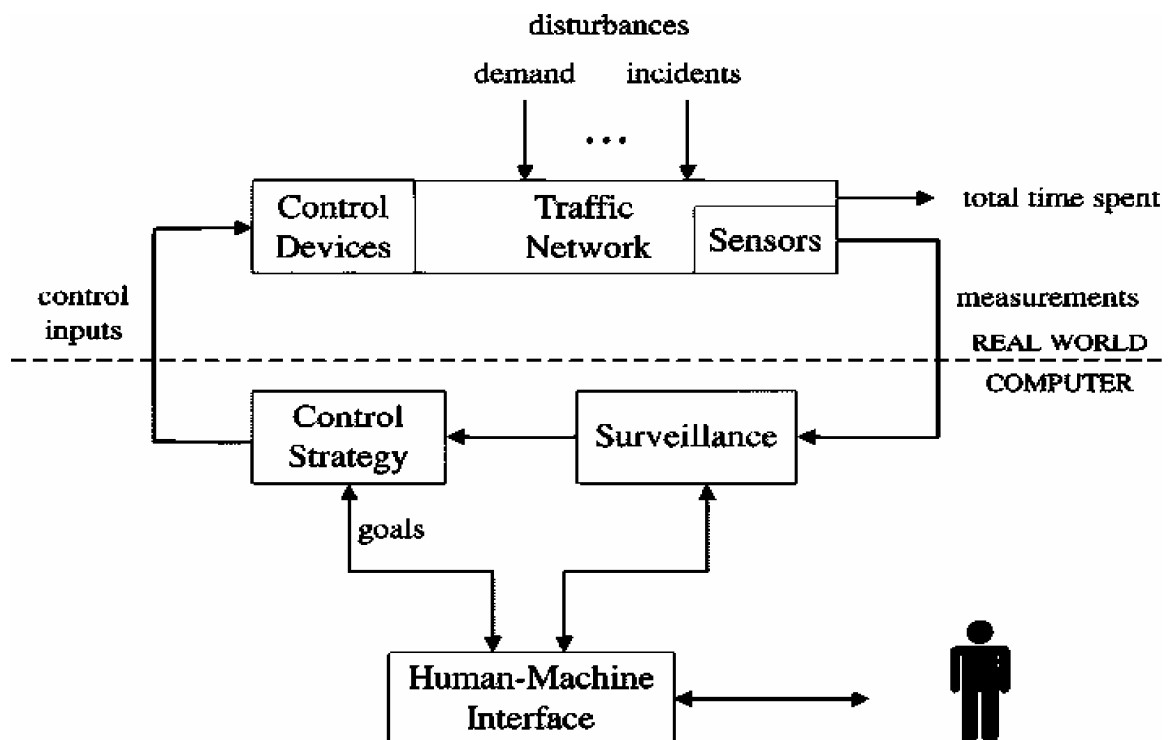 disturbances
demand incidents
...
Control
Devices
Traffic
Network
Sensors
total time spent
control
inputs
measurements
REAL WORLD
COMPUTER
Control
Strategy
Surveillance
goals
Human-Machine
Interface